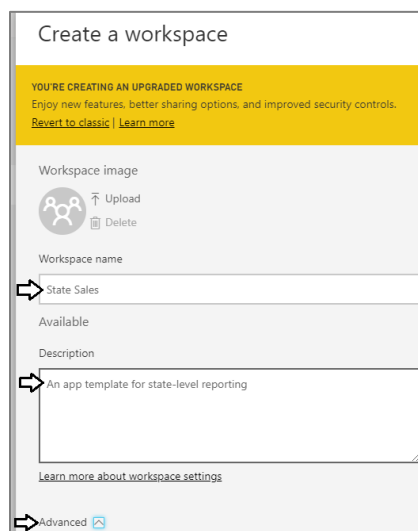 Create a workspace
YOU'RE CREATING AN UPGRADED WORKSPACE
Enjoy new features, better sharing options, and improved security controls.
Revert to classic | Learn more
Workspace image
Upload
Delete
Workspace name
State Sales
Available
Description
An app template for state-level reporting
Learn more about workspace settings
Advanced